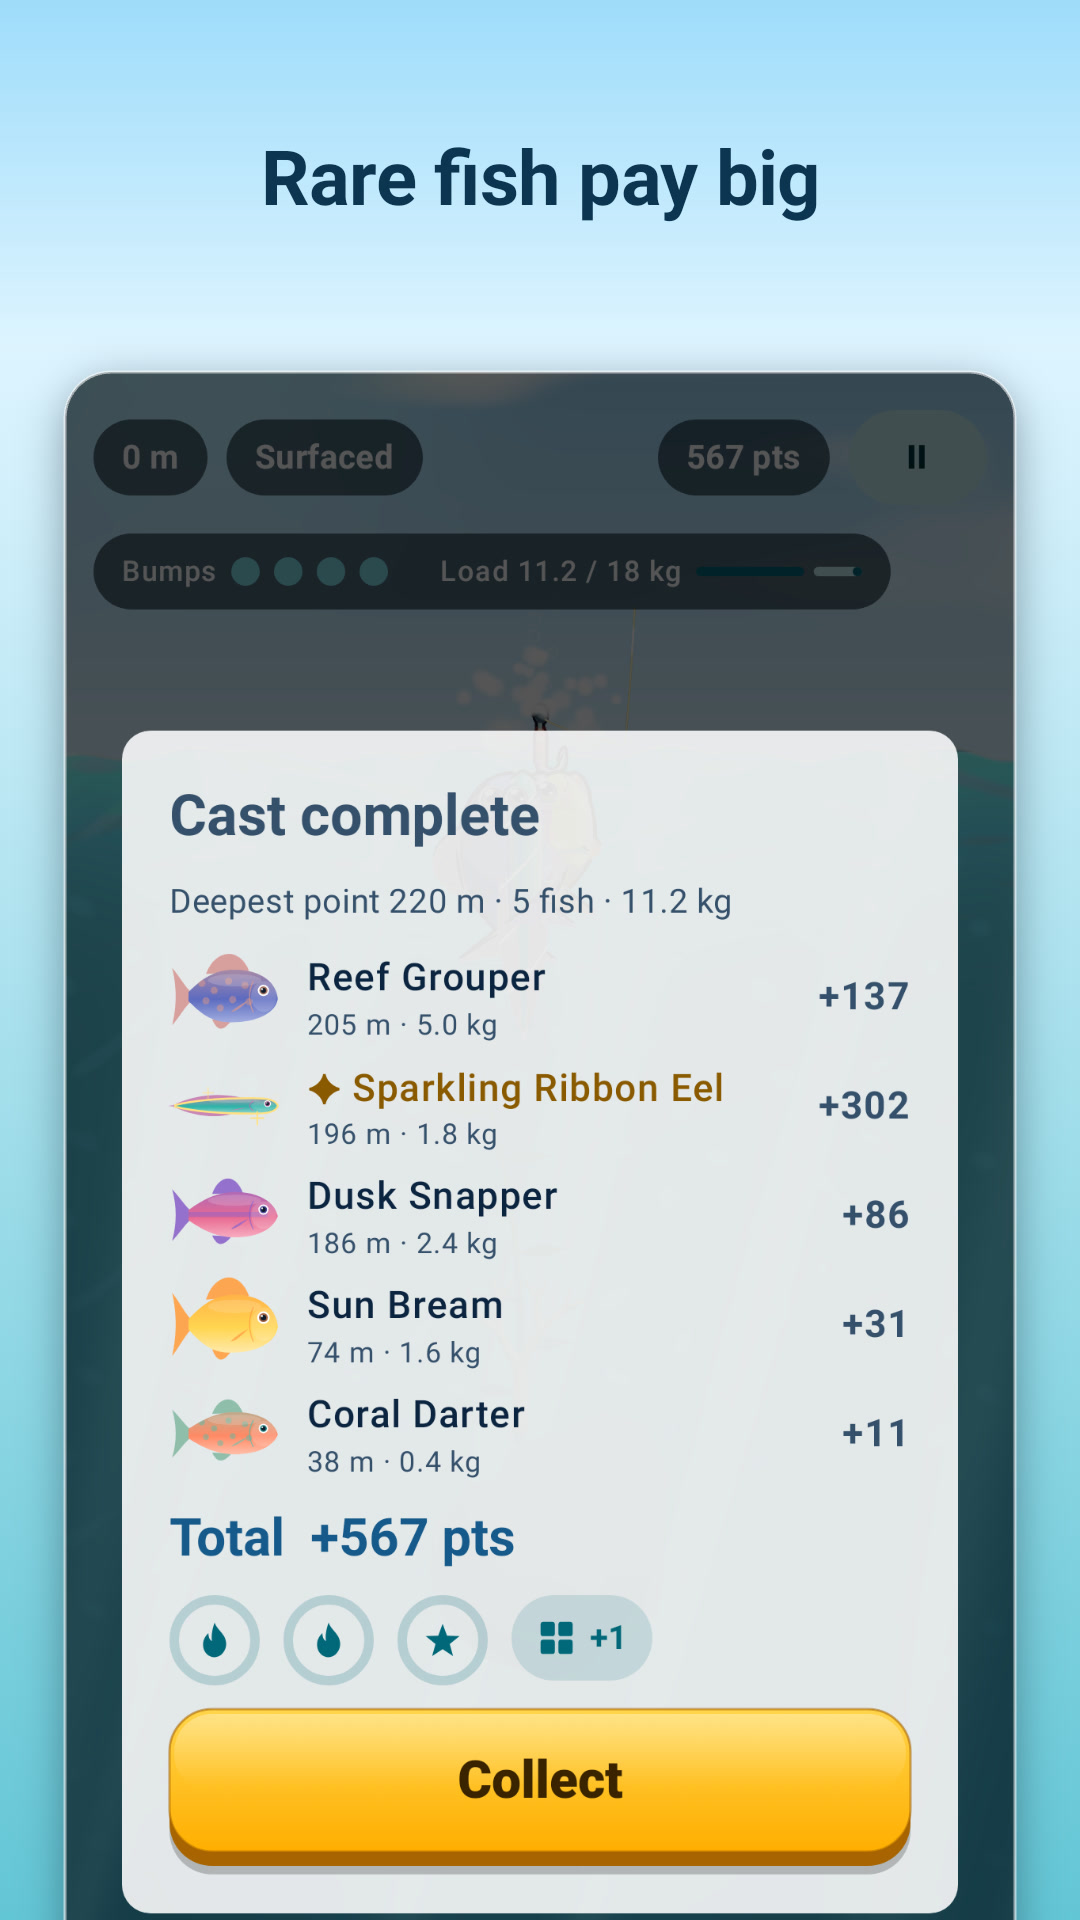 Rare fish pay big
0 m
Surfaced
567 pts
Bumps
Load 11.2 / 18 kg
Cast complete
Deepest point 220 m · 5 fish · 11.2 kg
Reef Grouper
+137
205 m · 5.0 kg
Sparkling Ribbon Eel
+302
196 m · 1.8 kg
Dusk Snapper
+86
186 m · 2.4 kg
Sun Bream
+31
74 m · 1.6 kg
Coral Darter
+11
38 m · 0.4 kg
Total +567 pts
+1
Collect